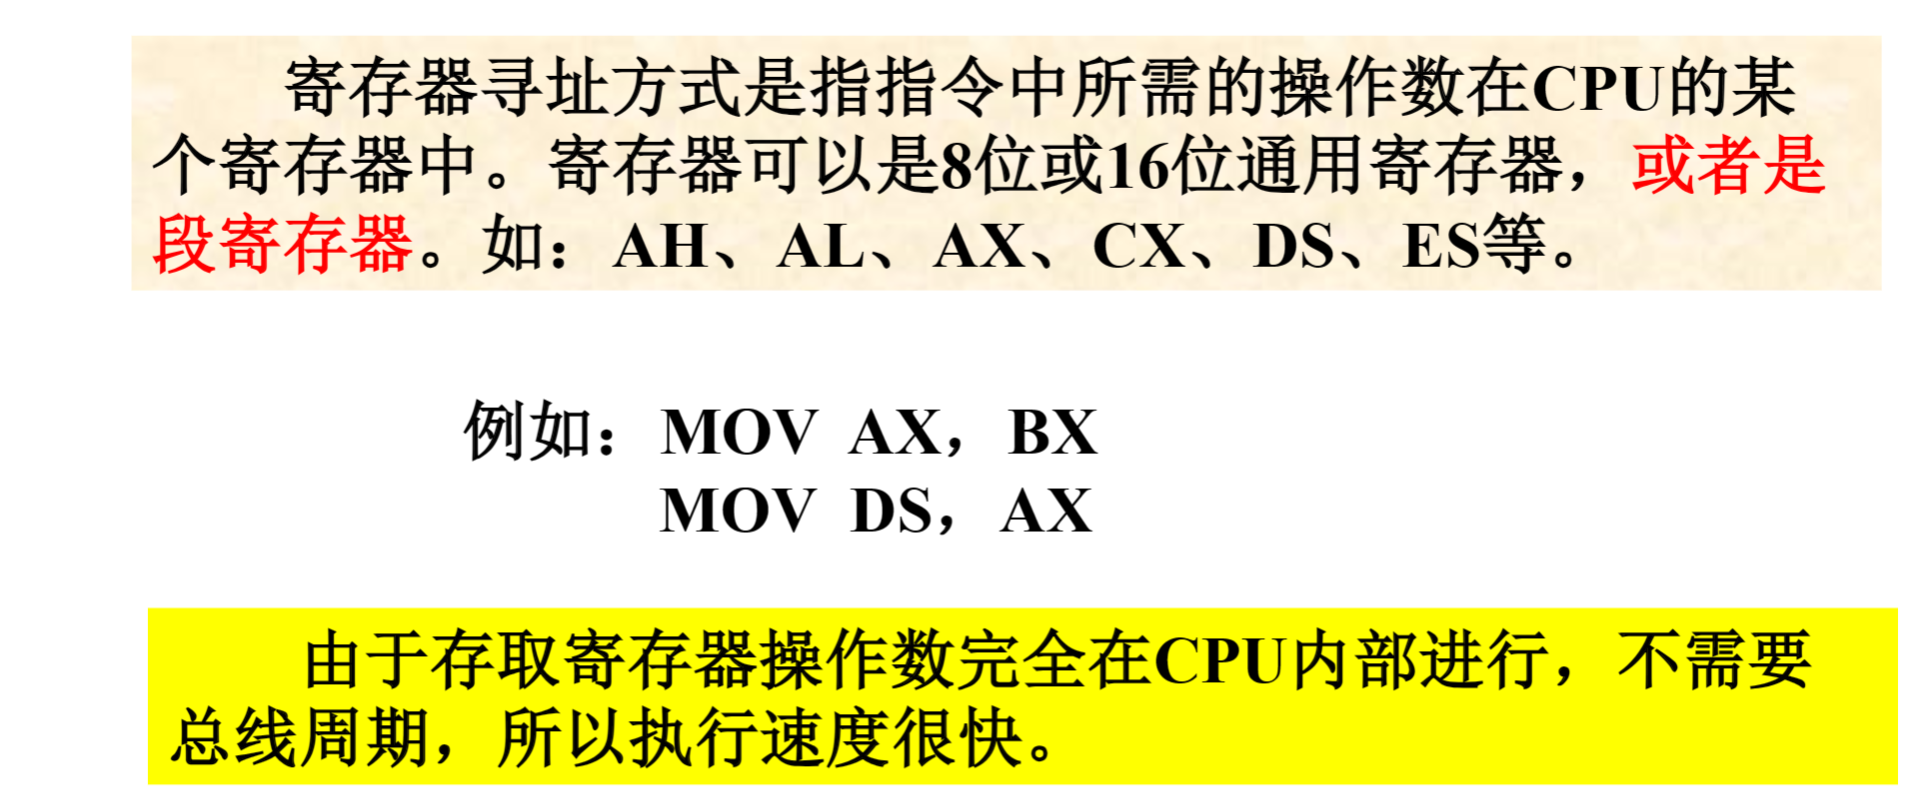 寄存器寻址方式是指指令中所需的操作数在CPU的某
个寄存器中。寄存器可以是8位或16位通用寄存器，或者是
段寄存器。如：AH、AL、AX、CX、DS、ES等。
例如：MOV AX，BX
MOV DS，AX
由于存取寄存器操作数完全在CPU内部进行，不需要
总线周期，所以执行速度很快。